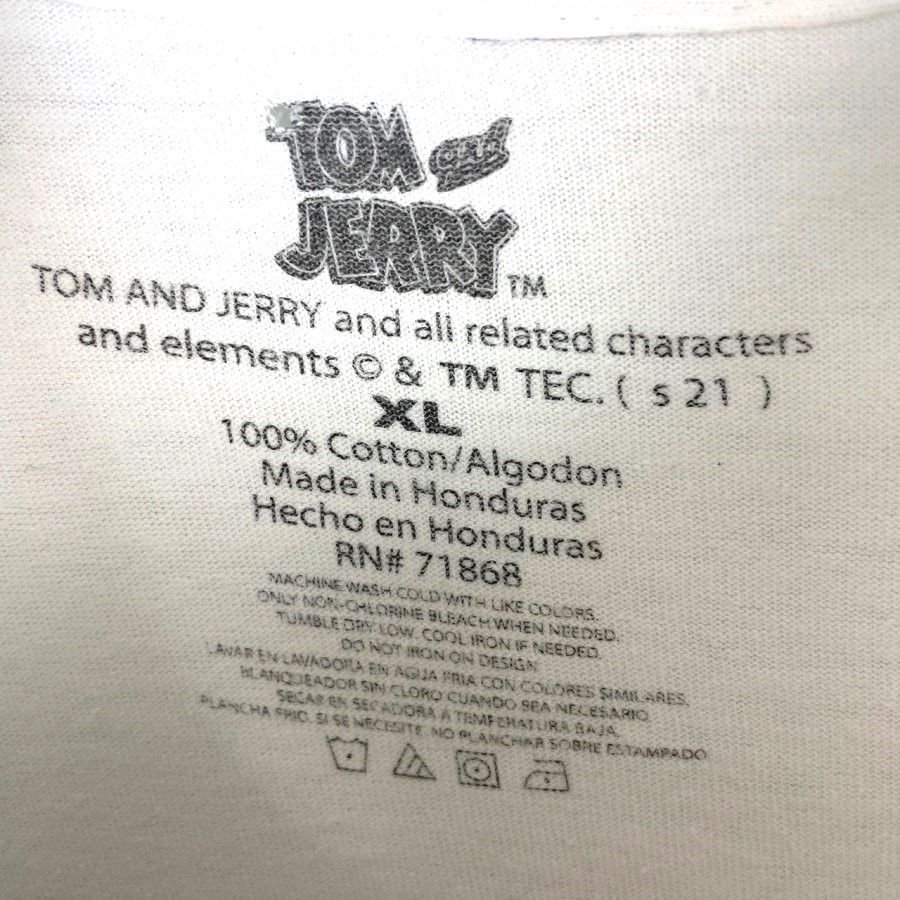 TOM and
JERRY™
TOM AND JERRY and all related characters
and elements © & TM TEC. ( s 21 )
XL
100% Cotton/Algodon
Made in Honduras
Hecho en Honduras
RN# 71868
MACHINE WASH COLD WITH LIKE COLORS.
ONLY NON-CHLORINE BLEACH WHEN NEEDED.
TUMBLE DRY LOW. COOL IRON IF NEEDED.
DO NOT IRON ON DESIGN
LAVAR EN LAVADORA EN AGUA FRIA CON COLORES SIMILARES.
BLANQUEADOR SIN CLORO CUANDO SEA NECESARIO.
SECAR EN SECADORA A TEMPERATURA BAJA.
PLANCHA FRIO. SI SE NECESITE. NO PLANCHAR SOBRE ESTAMPADO